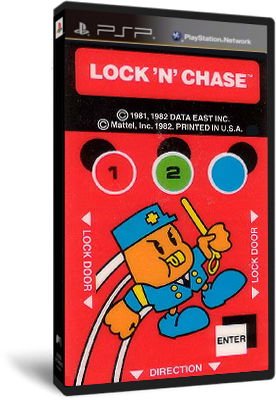 PSP
PlayStation Network
LOCK 'N' CHASE™
© 1981, 1982 DATA EAST INC.
© Mattel, Inc. 1982. PRINTED IN U.S.A.
1 2
LOCK DOOR
LOCK DOOR
ENTER
DIRECTION